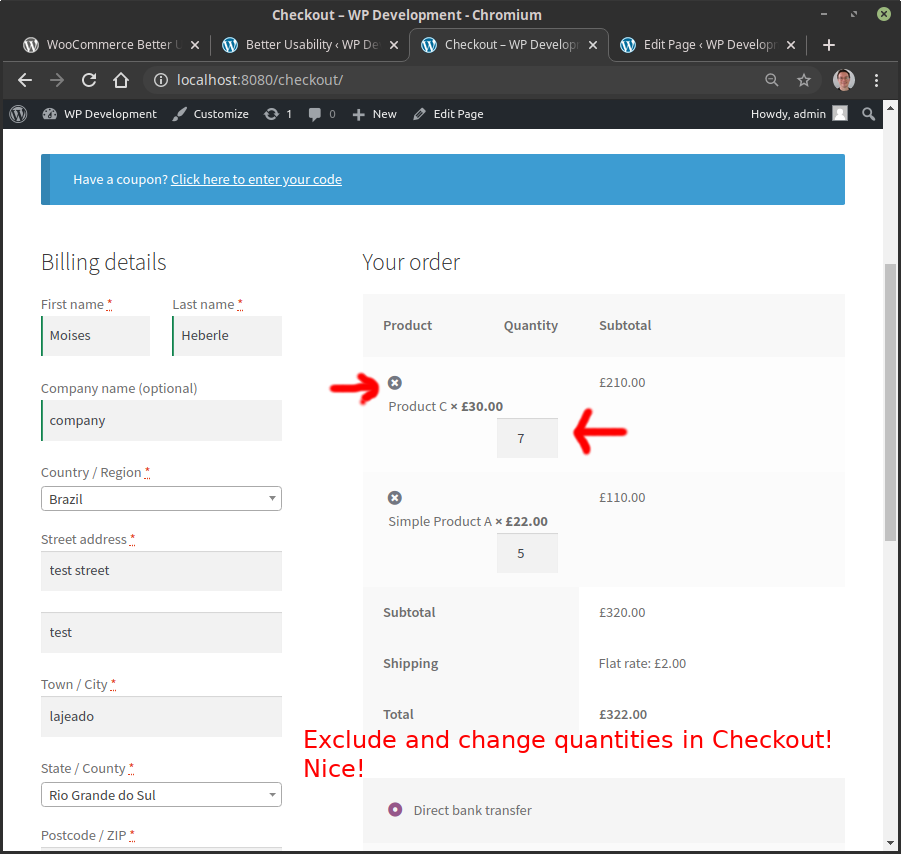 Checkout – WP Development - Chromium
WooCommerce Better U
Better Usability ‹ WP De
Checkout – WP Develop
Edit Page ‹ WP Develop
localhost:8080/checkout/
WP Development Customize 1 0 New Edit Page Howdy, admin
Have a coupon? Click here to enter your code
Billing details
First name * Last name *
Moises Heberle
Company name (optional)
company
Country / Region *
Brazil
Street address *
test street
test
Town / City *
lajeado
State / County *
Rio Grande do Sul
Postcode / ZIP *
Your order
Product Quantity Subtotal
£210.00
Product C × £30.00
7
£110.00
Simple Product A × £22.00
5
Subtotal £320.00
Shipping Flat rate: £2.00
Total £322.00
Exclude and change quantities in Checkout!
Nice!
Direct bank transfer